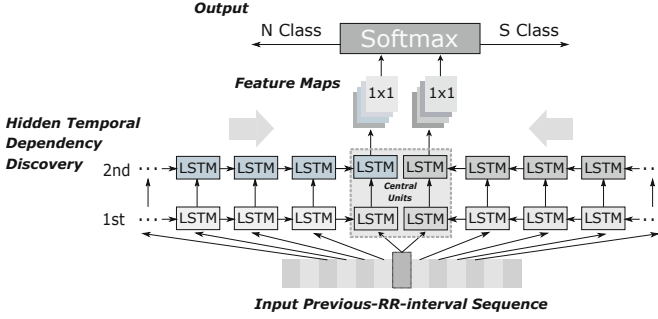 Output
N Class
Softmax
S Class
Feature Maps
1x1
1x1
Hidden Temporal
Dependency
Discovery
2nd ... LSTM LSTM LSTM LSTM LSTM LSTM LSTM LSTM ...
Central
Units
1st ... LSTM LSTM LSTM LSTM LSTM LSTM LSTM LSTM ...
Input Previous-RR-interval Sequence